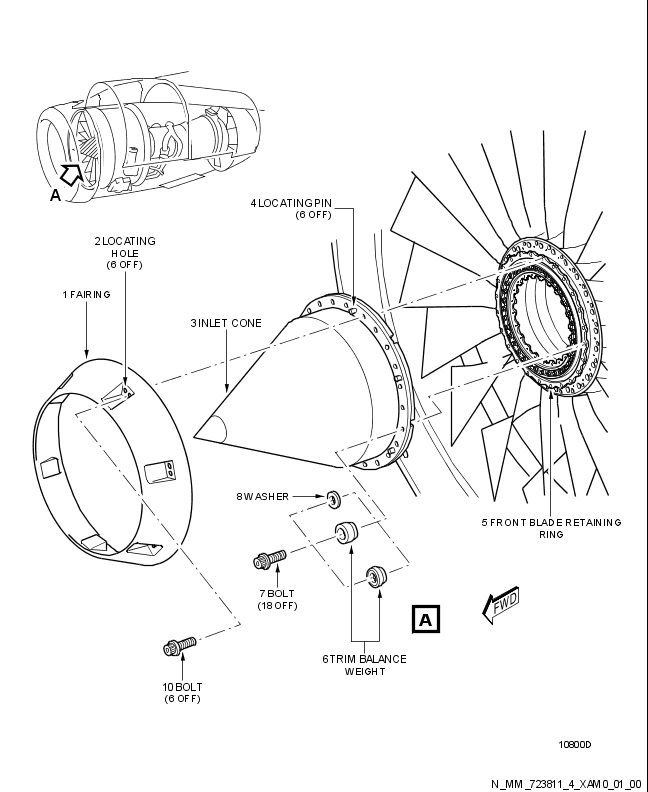 A
4 LOCATING PIN
(6 OFF)
2 LOCATING
HOLE
(6 OFF)
1 FAIRING
3 INLET CONE
8 WASHER
5 FRONT BLADE RETAINING
RING
7 BOLT
(18 OFF)
FWD
A
6 TRIM BALANCE
WEIGHT
10 BOLT
(6 OFF)
10800D
N_MM_723811_4_XAM0_01_00